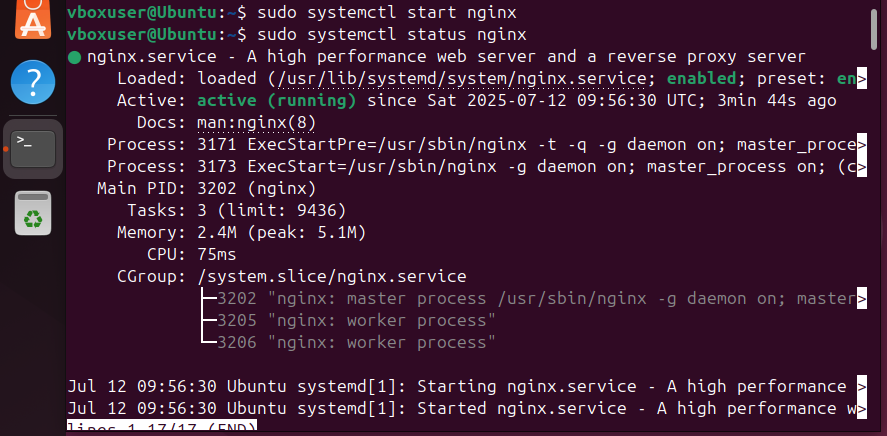 vboxuser@Ubuntu:~$ sudo systemctl start nginx
vboxuser@Ubuntu:~$ sudo systemctl status nginx
● nginx.service - A high performance web server and a reverse proxy server
     Loaded: loaded (/usr/lib/systemd/system/nginx.service; enabled; preset: en>
     Active: active (running) since Sat 2025-07-12 09:56:30 UTC; 3min 44s ago
       Docs: man:nginx(8)
    Process: 3171 ExecStartPre=/usr/sbin/nginx -t -q -g daemon on; master_proce>
    Process: 3173 ExecStart=/usr/sbin/nginx -g daemon on; master_process on; (c>
   Main PID: 3202 (nginx)
      Tasks: 3 (limit: 9436)
     Memory: 2.4M (peak: 5.1M)
        CPU: 75ms
     CGroup: /system.slice/nginx.service
             ├─3202 "nginx: master process /usr/sbin/nginx -g daemon on; master>
             ├─3205 "nginx: worker process"
             └─3206 "nginx: worker process"
Jul 12 09:56:30 Ubuntu systemd[1]: Starting nginx.service - A high performance >
Jul 12 09:56:30 Ubuntu systemd[1]: Started nginx.service - A high performance w>
lines 1-17/17 (END)